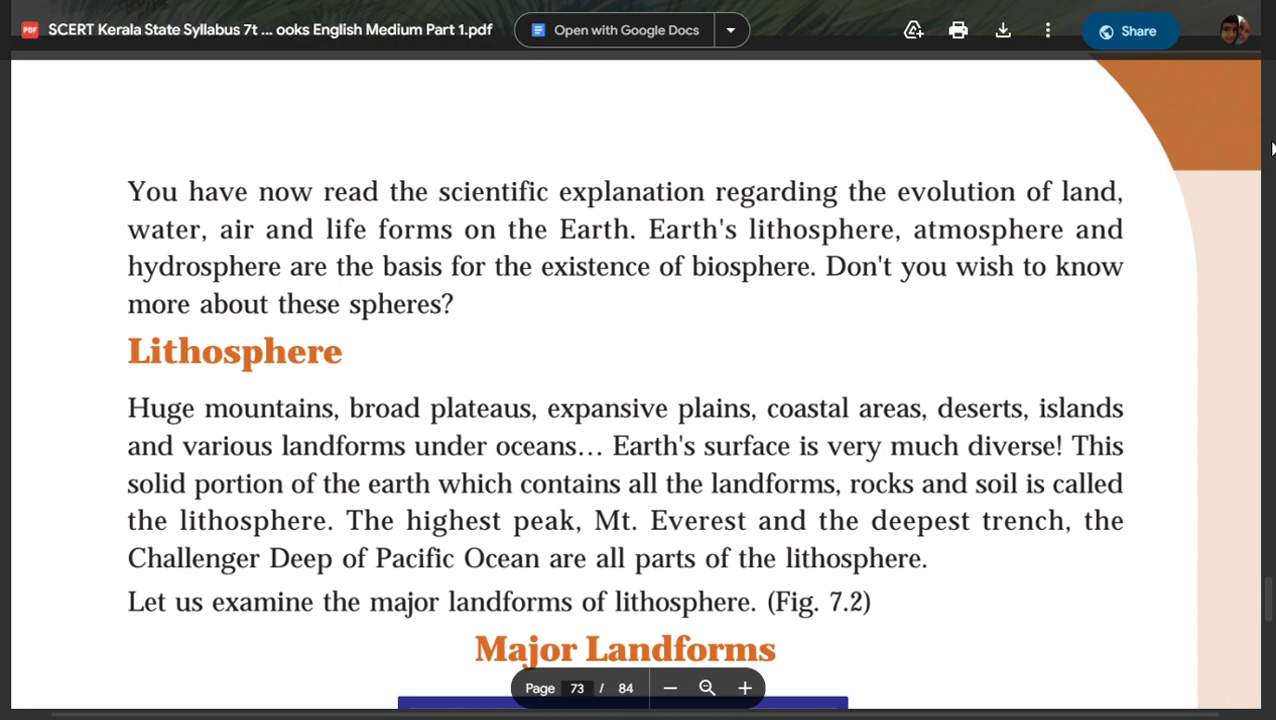 SCERT Kerala State Syllabus 7t ... ooks English Medium Part 1.pdf
Open with Google Docs
Share
You have now read the scientific explanation regarding the evolution of land,
water, air and life forms on the Earth. Earth's lithosphere, atmosphere and
hydrosphere are the basis for the existence of biosphere. Don't you wish to know
more about these spheres?
Lithosphere
Huge mountains, broad plateaus, expansive plains, coastal areas, deserts, islands
and various landforms under oceans... Earth's surface is very much diverse! This
solid portion of the earth which contains all the landforms, rocks and soil is called
the lithosphere. The highest peak, Mt. Everest and the deepest trench, the
Challenger Deep of Pacific Ocean are all parts of the lithosphere.
Let us examine the major landforms of lithosphere. (Fig. 7.2)
Major Landforms
Page 73 / 84